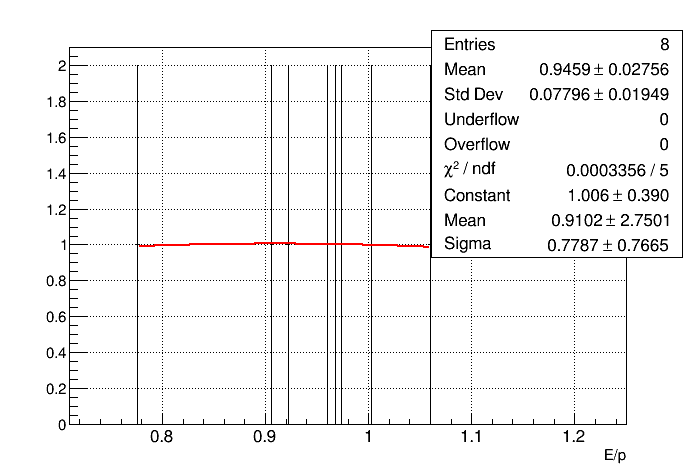 Entries 8
Mean 0.9459 ± 0.02756
Std Dev 0.07796 ± 0.01949
Underflow 0
Overflow 0
χ² / ndf 0.0003356 / 5
Constant 1.006 ± 0.390
Mean 0.9102 ± 2.7501
Sigma 0.7787 ± 0.7665
2
1.8
1.6
1.4
1.2
1
0.8
0.6
0.4
0.2
0
0.8 0.9 1 1.1 1.2
E/p